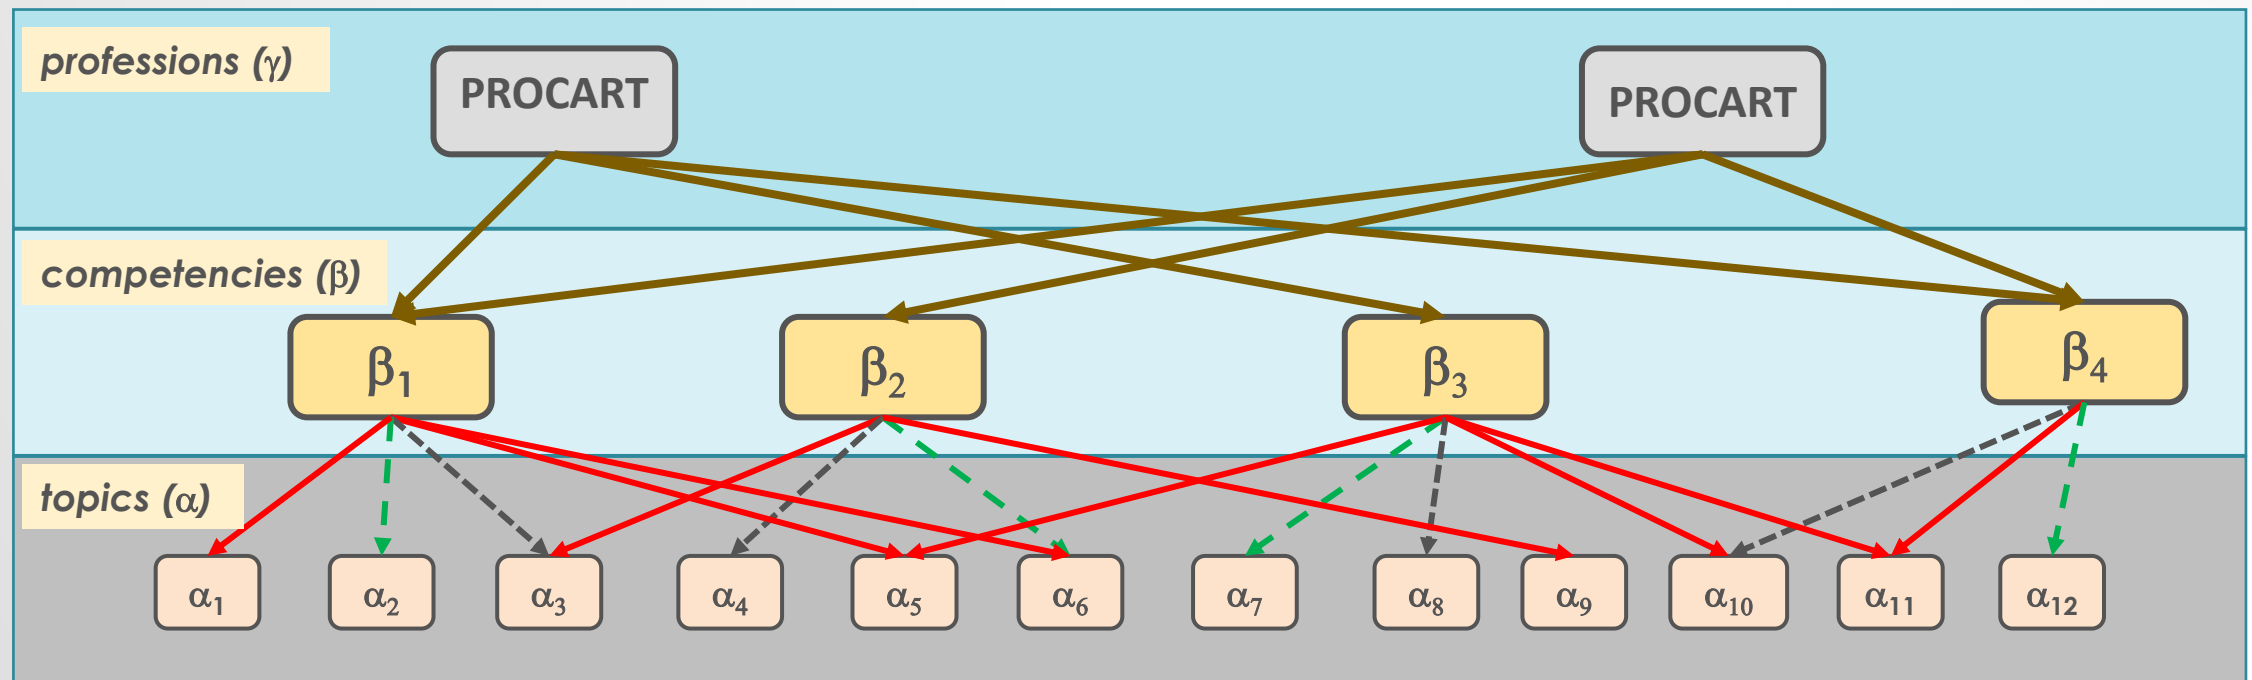 professions (γ)
PROCART
PROCART
competencies (β)
β1
β2
β3
β4
topics (α)
α1
α2
α3
α4
α5
α6
α7
α8
α9
α10
α11
α12